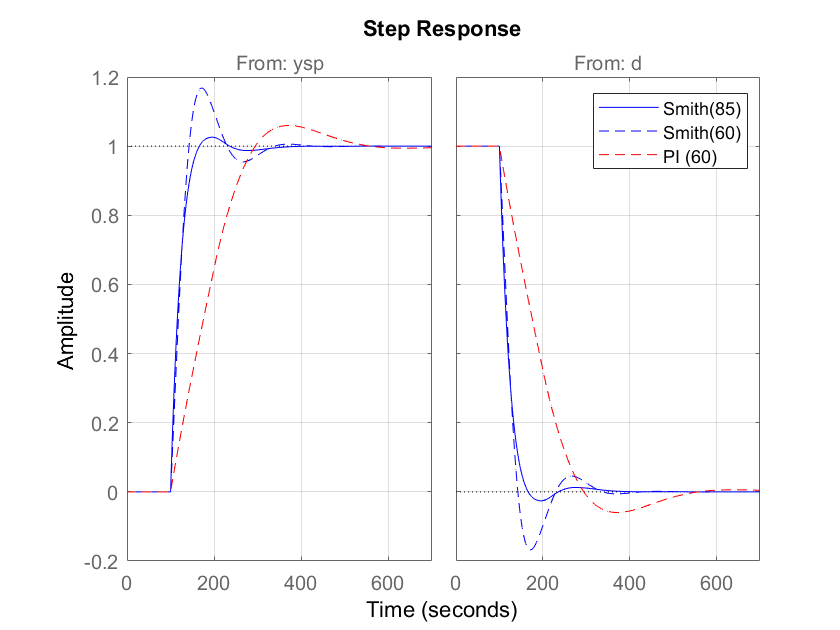 Step Response
From: ysp
From: d
Smith(85)
Smith(60)
PI (60)
Amplitude
1.2
1
0.8
0.6
0.4
0.2
0
-0.2
0 200 400 600
0 200 400 600
Time (seconds)